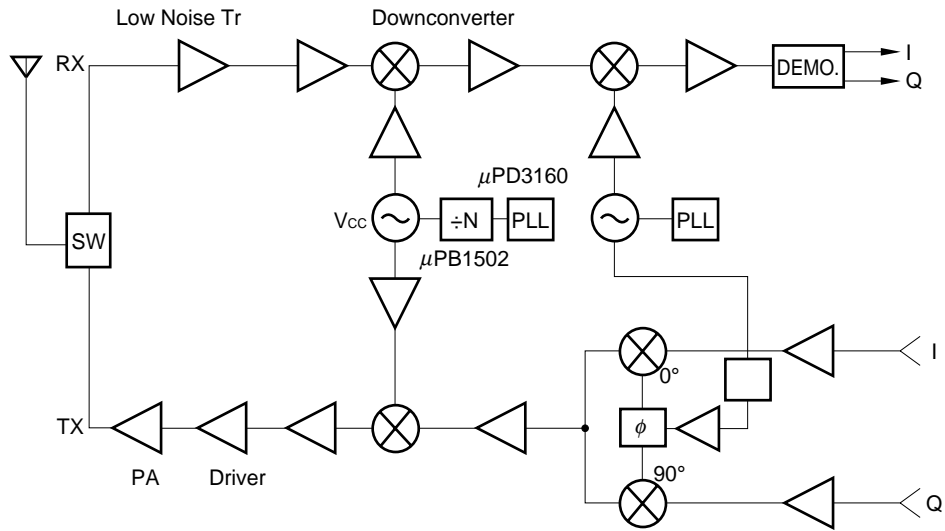 Low Noise Tr
Downconverter
RX
DEMO.
I
Q
μPD3160
VCC
÷N
PLL
PLL
SW
μPB1502
0°
I
φ
TX
PA
Driver
90°
Q